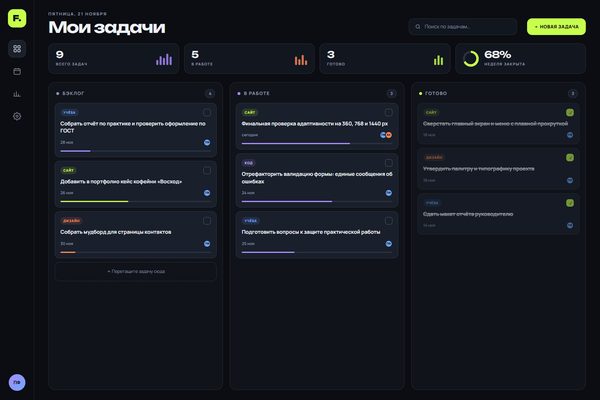 F.
ПЯТНИЦА, 21 НОЯБРЯ
Мои задачи
Поиск по задачам...
+ НОВАЯ ЗАДАЧА
9
ВСЕГО ЗАДАЧ
5
В РАБОТЕ
3
ГОТОВО
68%
НЕДЕЛЯ ЗАКРЫТА
БЭКЛОГ
УЧЁБА
Собрать отчёт по практике и проверить оформление по
ГОСТ
28 ноя
САЙТ
Добавить в портфолио кейс кофейни «Восход»
26 ноя
ДИЗАЙН
Собрать мудборд для страницы контактов
30 ноя
+ Перетащите задачу сюда
В РАБОТЕ
3
САЙТ
Финальная проверка адаптивности на 360, 768 и 1440 px
сегодня
КОД
Отрефакторить валидацию формы: единые сообщения об
ошибках
24 ноя
УЧЁБА
Подготовить вопросы к защите практической работы
25 ноя
ГОТОВО
3
САЙТ
Сверстать главный экран и меню с плавной прокруткой
ДИЗАЙН
Утвердить палитру и типографику проекта
УЧЁБА
Сдать макет отчёта руководителю